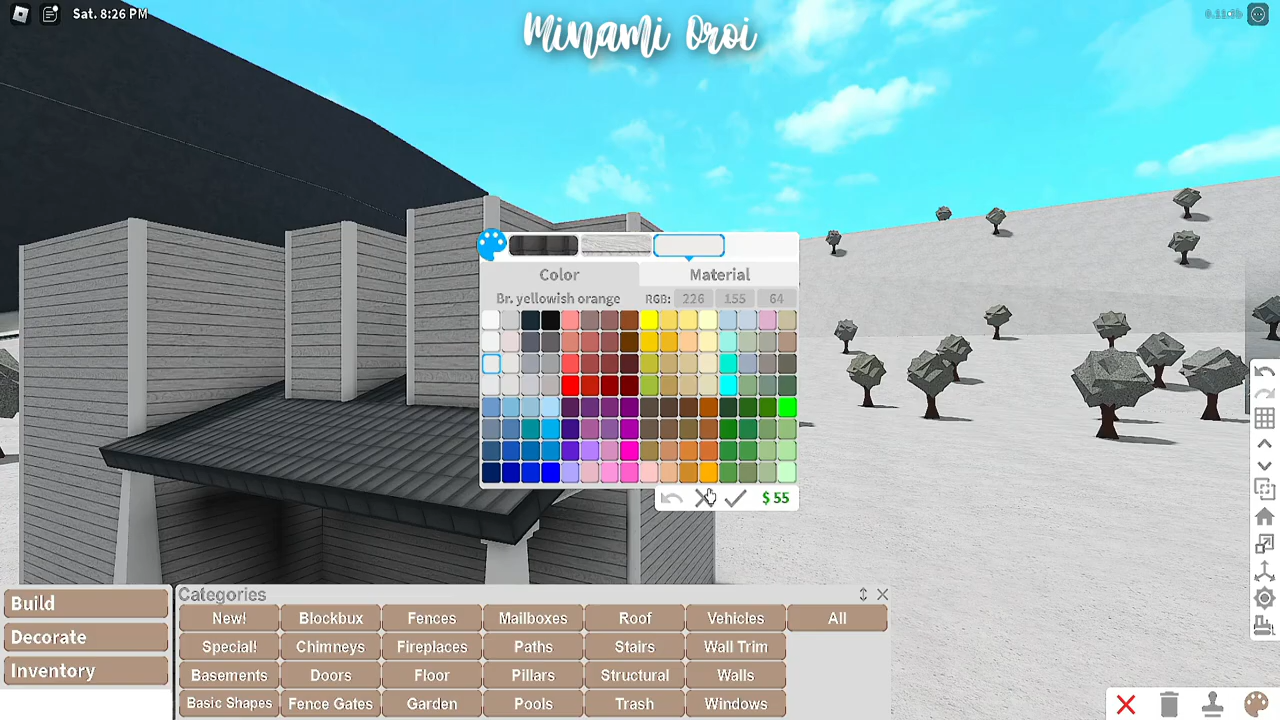 Sat. 8:26 PM
Minami Oroi
Color
Material
Br. yellowish orange
RGB: 226 155 64
$ 55
Build
Decorate
Inventory
Categories
New! Blockbux Fences Mailboxes Roof Vehicles All
Special! Chimneys Fireplaces Paths Stairs Wall Trim
Basements Doors Floor Pillars Structural Walls
Basic Shapes Fence Gates Garden Pools Trash Windows